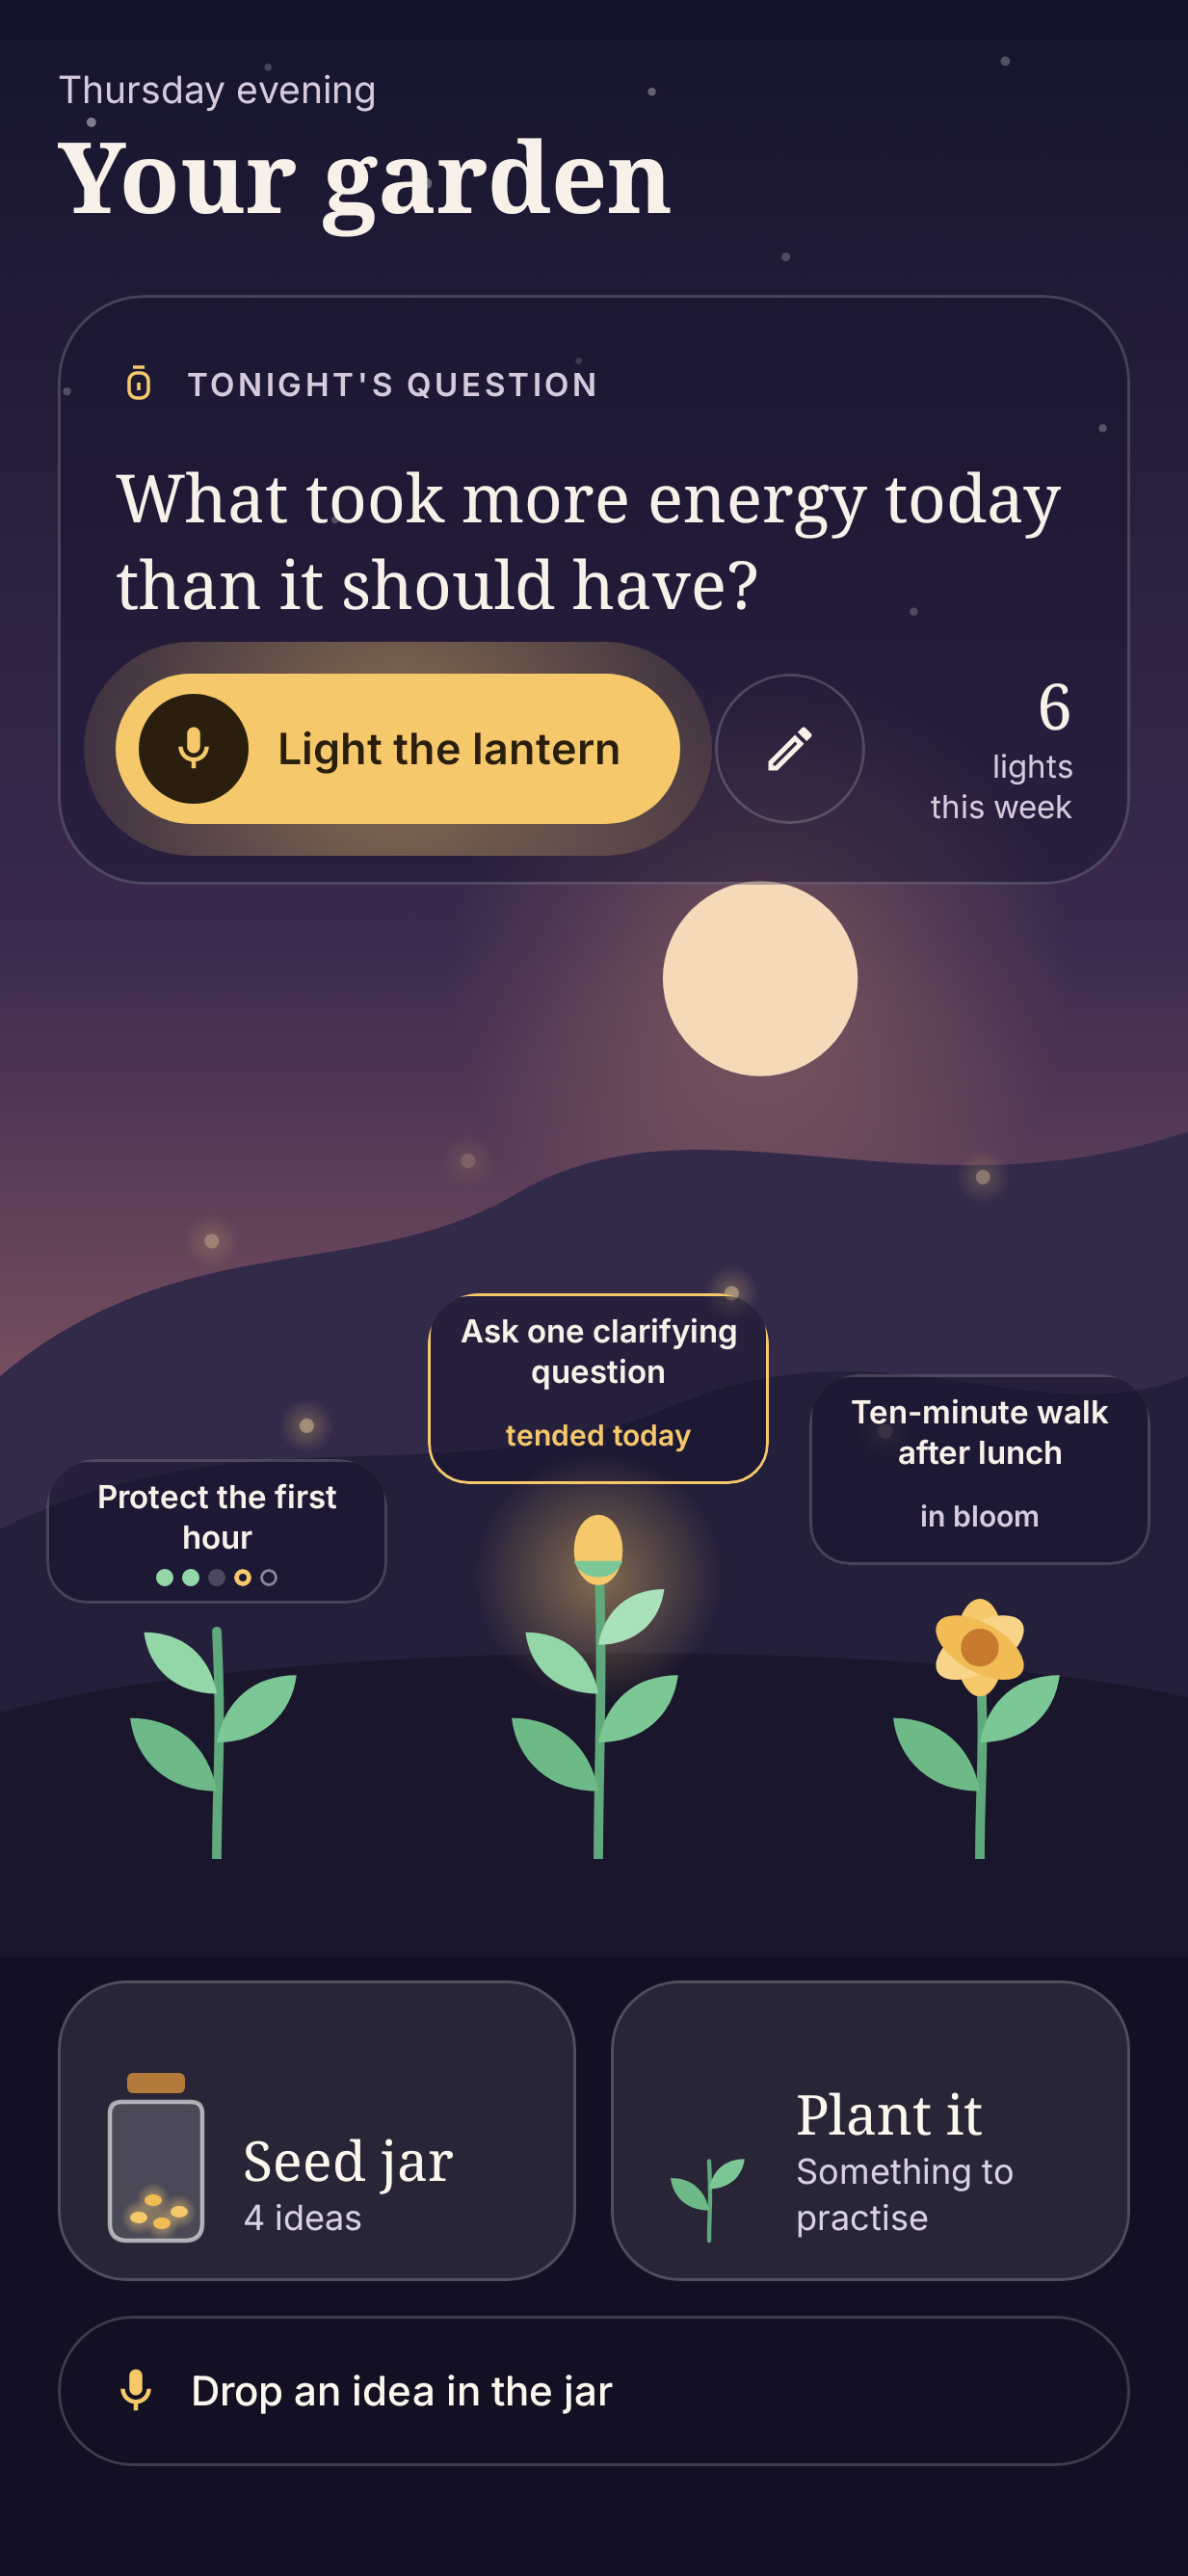 Thursday evening
Your garden
TONIGHT'S QUESTION
What took more energy today
than it should have?
Light the lantern
6
lights
this week
Ask one clarifying
question
tended today
Ten-minute walk
after lunch
in bloom
Protect the first
hour
Seed jar
4 ideas
Plant it
Something to
practise
Drop an idea in the jar